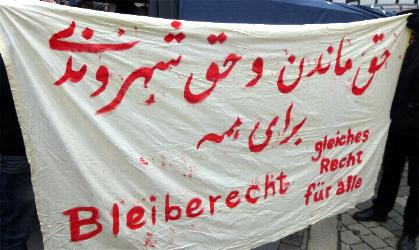 حق ماندن و حق شهروندی
برای همه
gleiches
Recht
Bleiberecht für alle